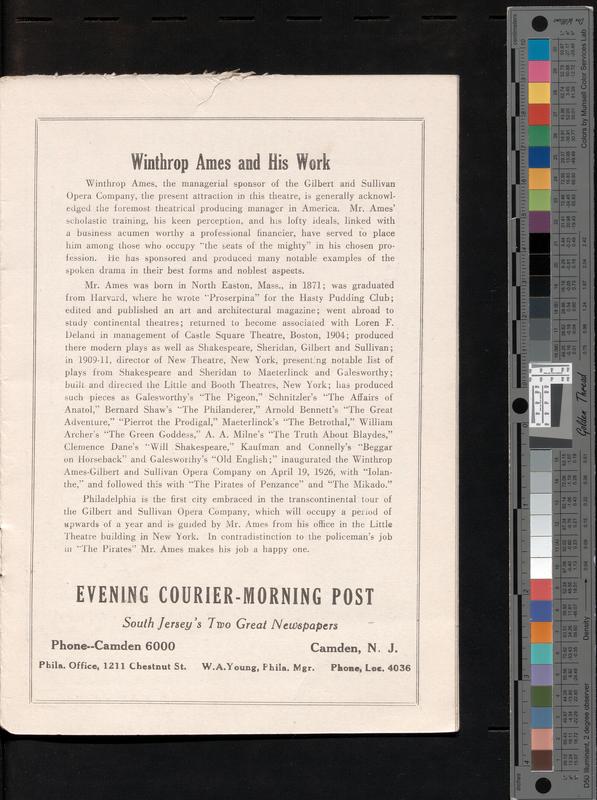 Winthrop Ames and His Work
Winthrop Ames, the managerial sponsor of the Gilbert and Sullivan
Opera Company, the present attraction in this theatre, is generally acknowl-
edged the foremost theatrical producing manager in America. Mr. Ames'
scholastic training, his keen perception, and his lofty ideals, linked with
a business acumen worthy a professional financier, have served to place
him among those who occupy "the seats of the mighty" in his chosen pro-
fession. He has sponsored and produced many notable examples of the
spoken drama in their best forms and noblest aspects.
Mr. Ames was born in North Easton, Mass., in 1871; was graduated
from Harvard, where he wrote "Proserpina" for the Hasty Pudding Club;
edited and published an art and architectural magazine; went abroad to
study continental theatres; returned to become associated with Loren F.
Deland in management of Castle Square Theatre, Boston, 1904; produced
there modern plays as well as Shakespeare, Sheridan, Gilbert and Sullivan;
in 1909-11, director of New Theatre, New York, presenting notable list of
plays from Shakespeare and Sheridan to Maeterlinck and Galesworthy;
built and directed the Little and Booth Theatres, New York; has produced
such pieces as Galesworthy's "The Pigeon," Schnitzler's "The Affairs of
Anatol," Bernard Shaw's "The Philanderer," Arnold Bennett's "The Great
Adventure," "Pierrot the Prodigal," Maeterlinck's "The Betrothal," William
Archer's "The Green Goddess," A. A. Milne's "The Truth About Blaydes,"
Clemence Dane's "Will Shakespeare," Kaufman and Connelly's "Beggar
on Horseback" and Galesworthy's "Old English;" inaugurated the Winthrop
Ames-Gilbert and Sullivan Opera Company on April 19, 1926, with "Iolan-
the," and followed this with "The Pirates of Penzance" and "The Mikado."
Philadelphia is the first city embraced in the transcontinental tour of
the Gilbert and Sullivan Opera Company, which will occupy a period of
upwards of a year and is guided by Mr. Ames from his office in the Little
Theatre building in New York. In contradistinction to the policeman's job
in "The Pirates" Mr. Ames makes his job a happy one.
EVENING COURIER-MORNING POST
South Jersey's Two Great Newspapers
Phone--Camden 6000 Camden, N. J.
Phila. Office, 1211 Chestnut St. W.A.Young, Phila. Mgr. Phone, Loc. 4036
Colors by Munsell Color Services Lab
Golden Thread
Density
D50 Illuminant, 2 degree observer